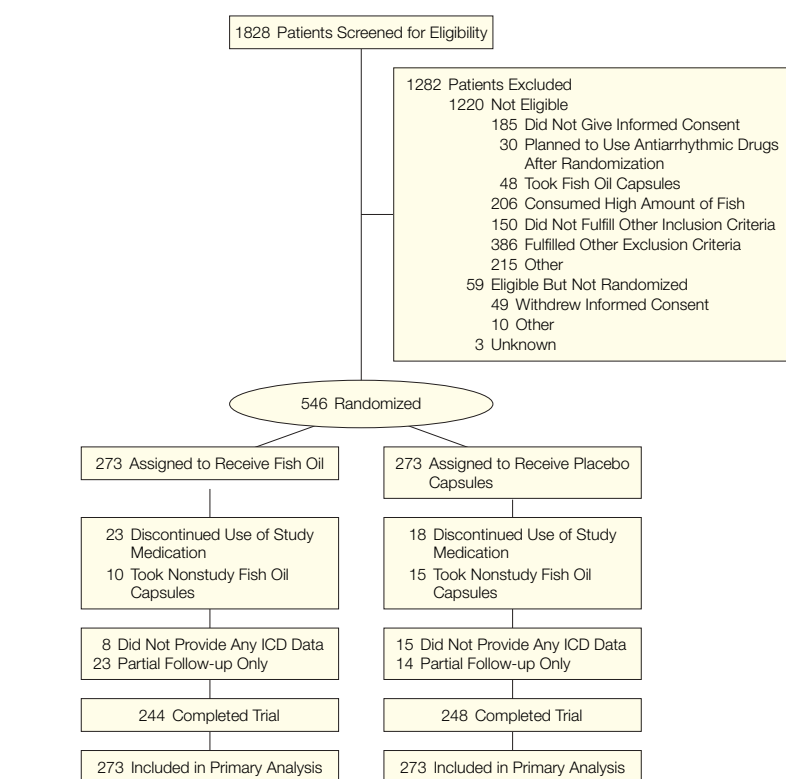 1828 Patients Screened for Eligibility
1282 Patients Excluded
1220 Not Eligible
185 Did Not Give Informed Consent
30 Planned to Use Antiarrhythmic Drugs
After Randomization
48 Took Fish Oil Capsules
206 Consumed High Amount of Fish
150 Did Not Fulfill Other Inclusion Criteria
386 Fulfilled Other Exclusion Criteria
215 Other
59 Eligible But Not Randomized
49 Withdrew Informed Consent
10 Other
3 Unknown
546 Randomized
273 Assigned to Receive Fish Oil
273 Assigned to Receive Placebo
Capsules
23 Discontinued Use of Study
Medication
10 Took Nonstudy Fish Oil
Capsules
18 Discontinued Use of Study
Medication
15 Took Nonstudy Fish Oil
Capsules
8 Did Not Provide Any ICD Data
23 Partial Follow-up Only
15 Did Not Provide Any ICD Data
14 Partial Follow-up Only
244 Completed Trial
248 Completed Trial
273 Included in Primary Analysis
273 Included in Primary Analysis